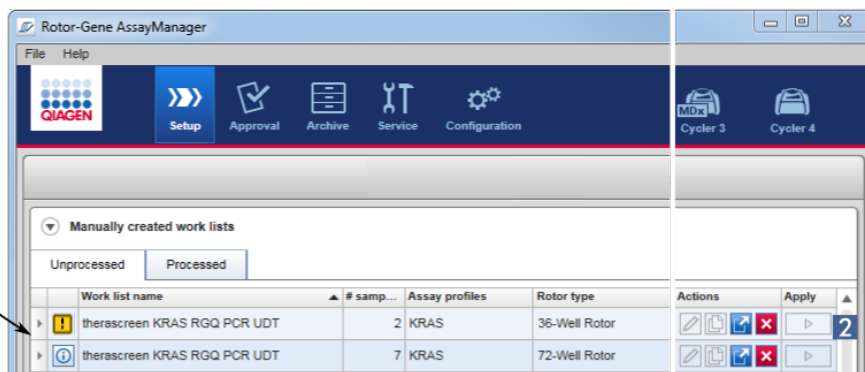 Rotor-Gene AssayManager
File Help
QIAGEN
Setup Approval Archive Service Configuration MDx Cycler 3 Cycler 4
Manually created work lists
Unprocessed Processed
Work list name # samp... Assay profiles Rotor type Actions Apply
therascreen KRAS RGQ PCR UDT 2 KRAS 36-Well Rotor 2
therascreen KRAS RGQ PCR UDT 7 KRAS 72-Well Rotor